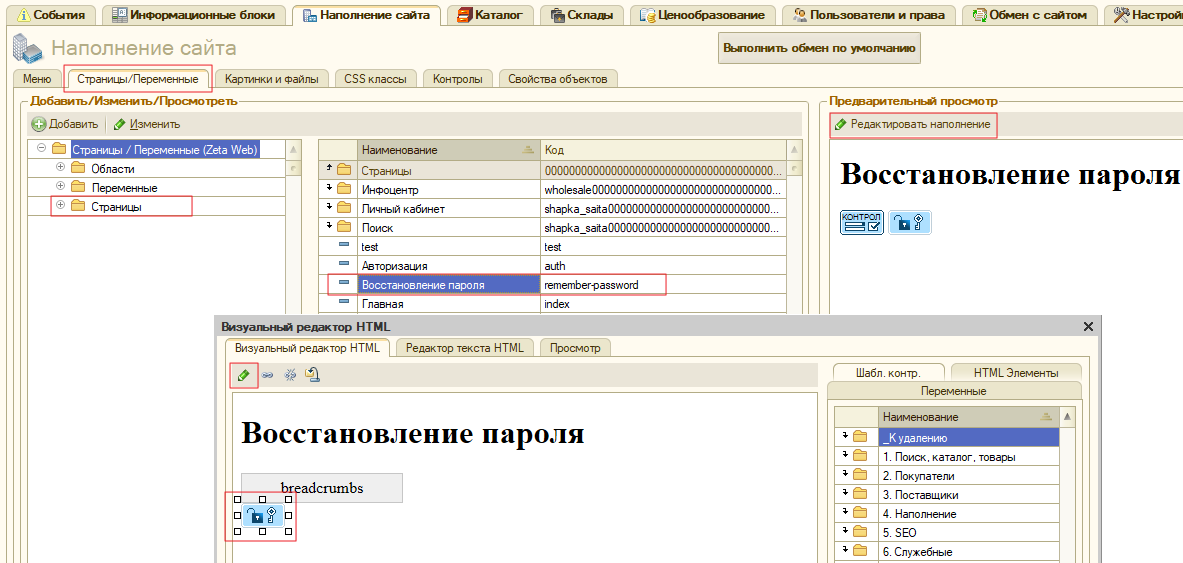 События Информационные блоки Наполнение сайта Каталог Склады Ценообразование Пользователи и права Обмен с сайтом
Наполнение сайта
Выполнить обмен по умолчанию
Меню Страницы/Переменные Картинки и файлы CSS классы Контролы Свойства объектов
Добавить/Изменить/Просмотреть
Предварительный просмотр
Добавить Изменить
Редактировать наполнение
Страницы / Переменные (Zeta Web)
Области
Переменные
Страницы
Наименование Код
Страницы 00000000000000000000000000000000000000...
Инфоцентр wholesale00000000000000000000000000000...
Личный кабинет shapka_saita000000000000000000000000000...
Поиск shapka_saita000000000000000000000000000...
test test
Авторизация auth
Восстановление пароля remember-password
Главная index
Восстановление пароля
КОНТРОЛ
Визуальный редактор HTML
Визуальный редактор HTML Редактор текста HTML Просмотр
Восстановление пароля
breadcrumbs
Шабл. контр. HTML Элементы
Переменные
Наименование
_К удалению
1. Поиск, каталог, товары
2. Покупатели
3. Поставщики
4. Наполнение
5. SEO
6. Служебные